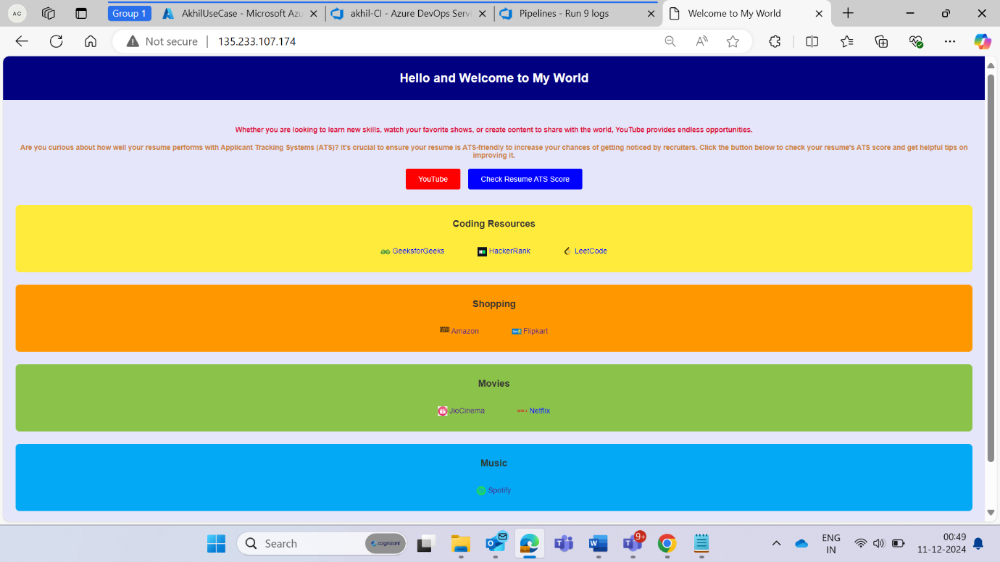 AC
Group 1
AkhilUseCase - Microsoft Azu
akhil-CI - Azure DevOps Servi
Pipelines - Run 9 logs
Welcome to My World
Not secure
135.233.107.174
Hello and Welcome to My World
Whether you are looking to learn new skills, watch your favorite shows, or create content to share with the world, YouTube provides endless opportunities.
Are you curious about how well your resume performs with Applicant Tracking Systems (ATS)? It's crucial to ensure your resume is ATS-friendly to increase your chances of getting noticed by recruiters. Click the button below to check your resume's ATS score and get helpful tips on
improving it.
YouTube
Check Resume ATS Score
Coding Resources
GeeksforGeeks
HackerRank
LeetCode
Shopping
Amazon
Flipkart
Movies
JioCinema
Netflix
Music
Spotify
Search
cognizant
9+
ENG
IN
00:49
11-12-2024